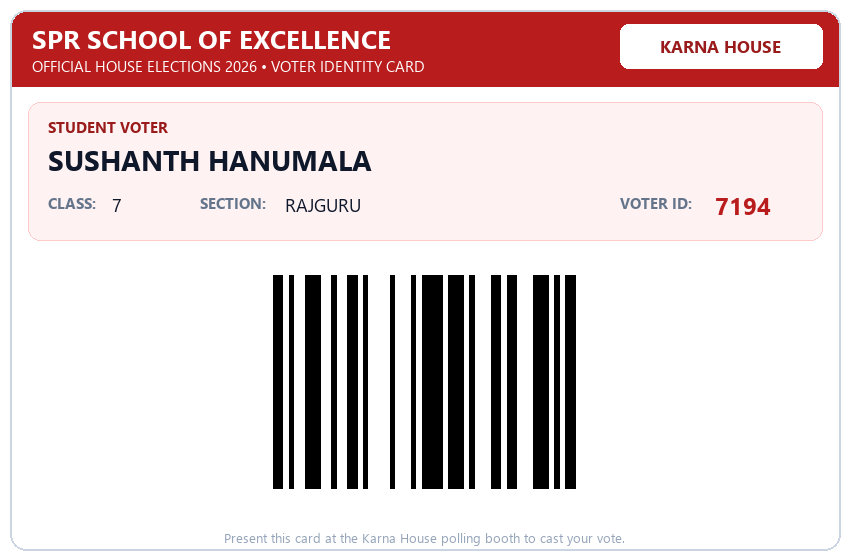 SPR SCHOOL OF EXCELLENCE
KARNA HOUSE
OFFICIAL HOUSE ELECTIONS 2026 • VOTER IDENTITY CARD
STUDENT VOTER
SUSHANTH HANUMALA
CLASS: 7 SECTION: RAJGURU VOTER ID: 7194
Present this card at the Karna House polling booth to cast your vote.